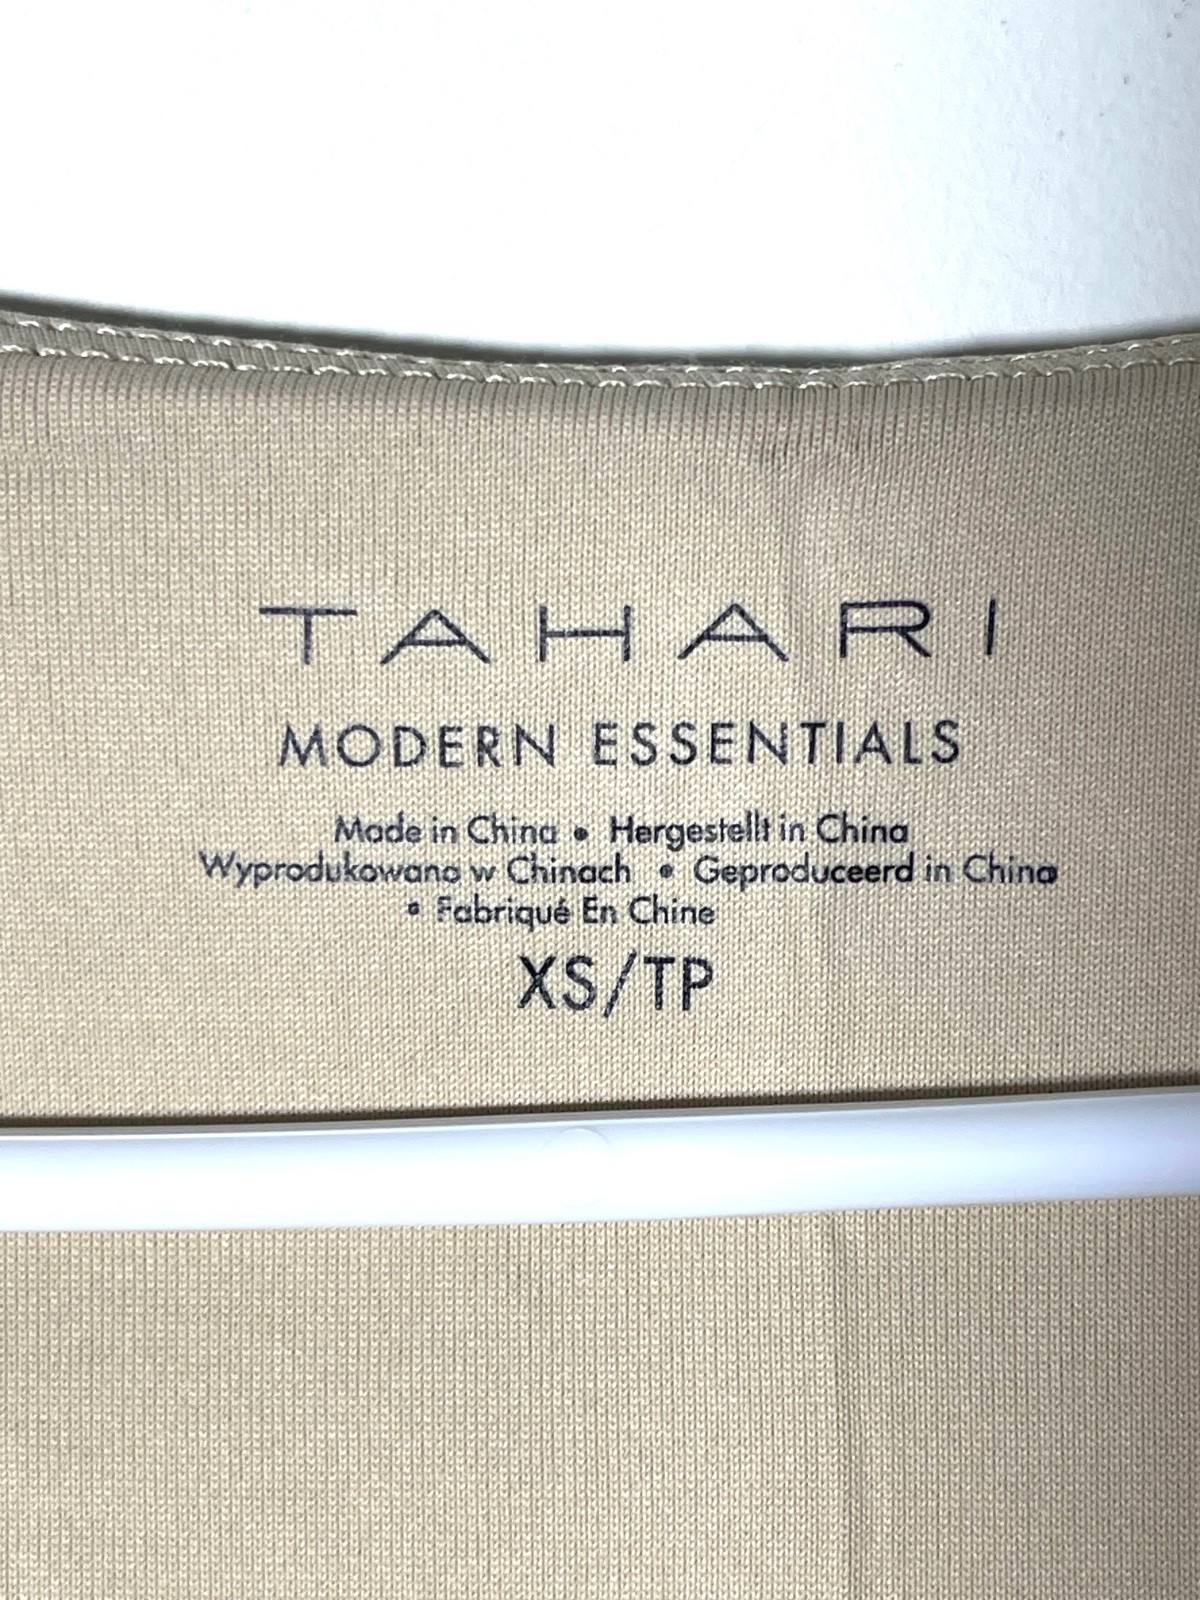 TAHARI
MODERN ESSENTIALS
Made in China • Hergestellt in China
Wyprodukowano w Chinach • Geproduceerd in China
• Fabriqué En Chine
XS/TP